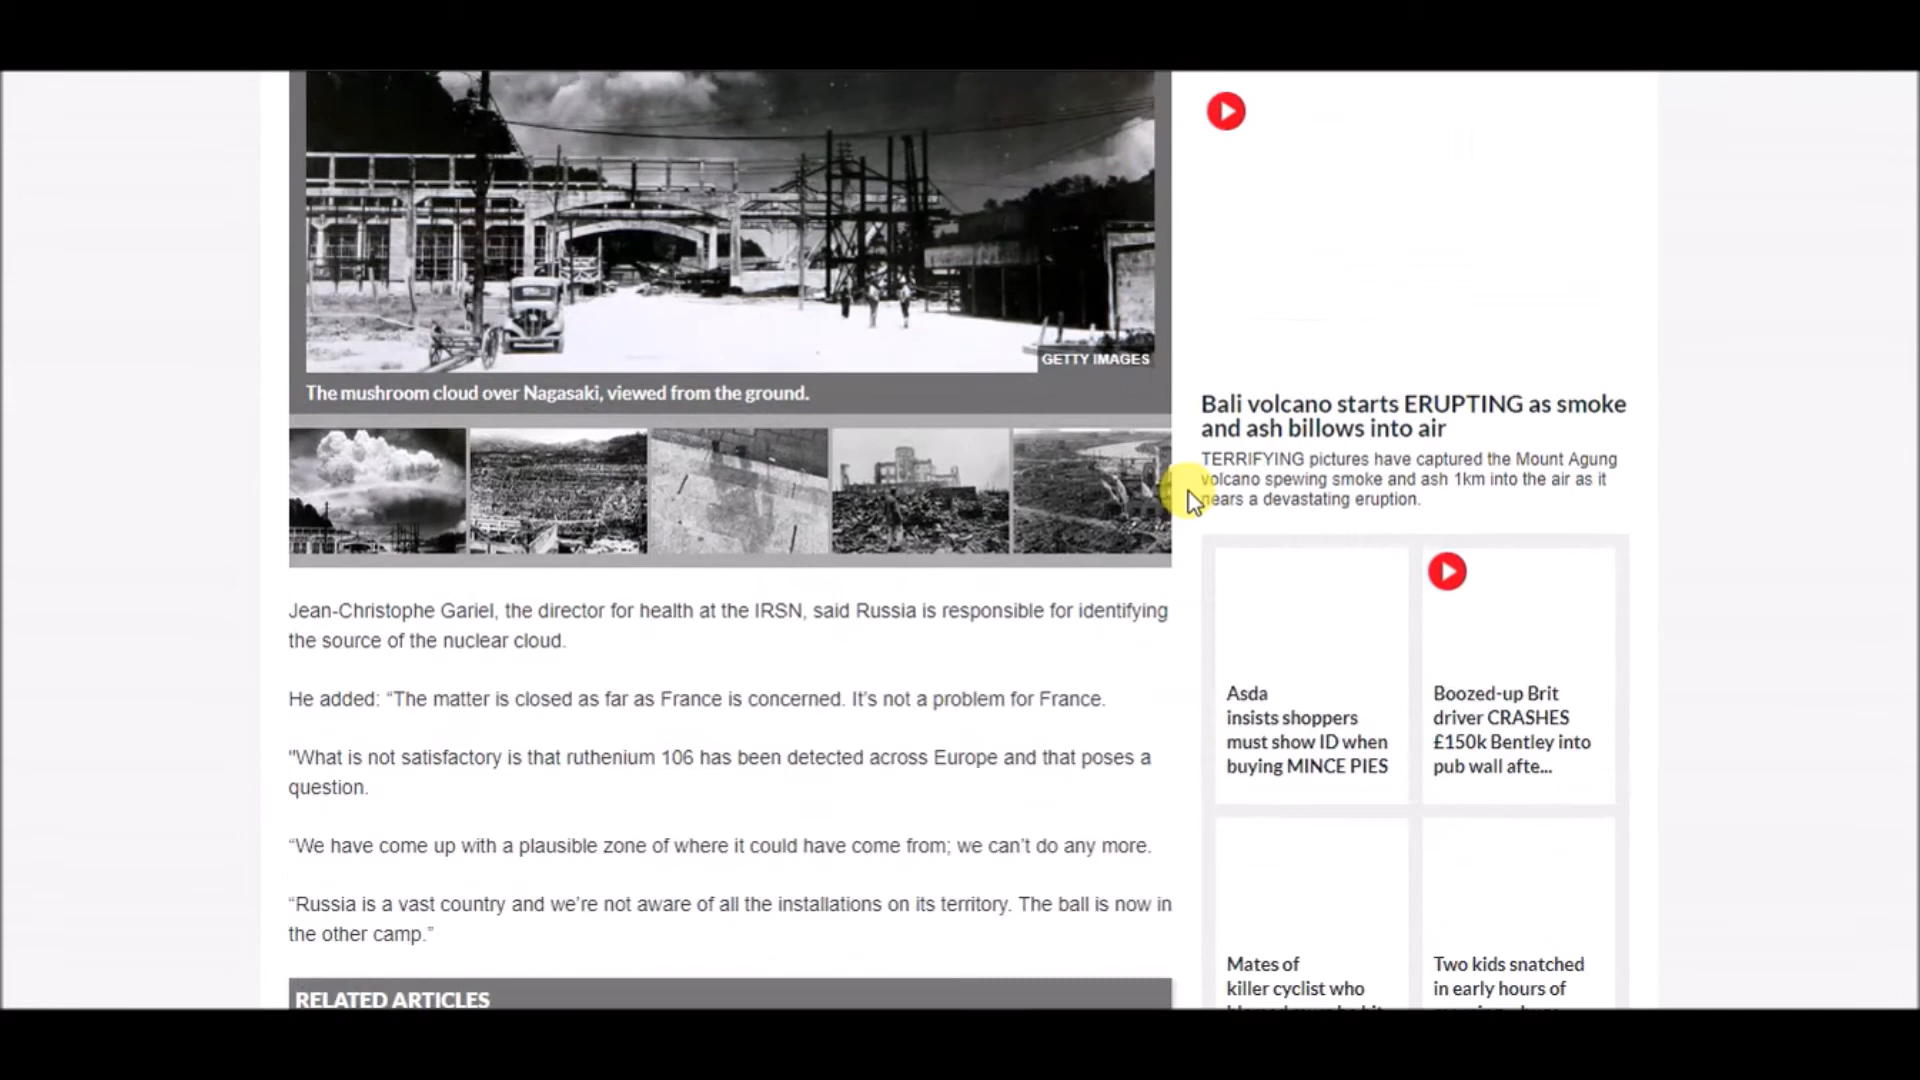 GETTY IMAGES
The mushroom cloud over Nagasaki, viewed from the ground.
Jean-Christophe Gariel, the director for health at the IRSN, said Russia is responsible for identifying
the source of the nuclear cloud.
He added: “The matter is closed as far as France is concerned. It’s not a problem for France.
"What is not satisfactory is that ruthenium 106 has been detected across Europe and that poses a
question.
“We have come up with a plausible zone of where it could have come from; we can’t do any more.
“Russia is a vast country and we’re not aware of all the installations on its territory. The ball is now in
the other camp.”
RELATED ARTICLES
Bali volcano starts ERUPTING as smoke
and ash billows into air
TERRIFYING pictures have captured the Mount Agung
volcano spewing smoke and ash 1km into the air as it
nears a devastating eruption.
Asda
insists shoppers
must show ID when
buying MINCE PIES
Boozed-up Brit
driver CRASHES
£150k Bentley into
pub wall afte...
Mates of
killer cyclist who
Two kids snatched
in early hours of